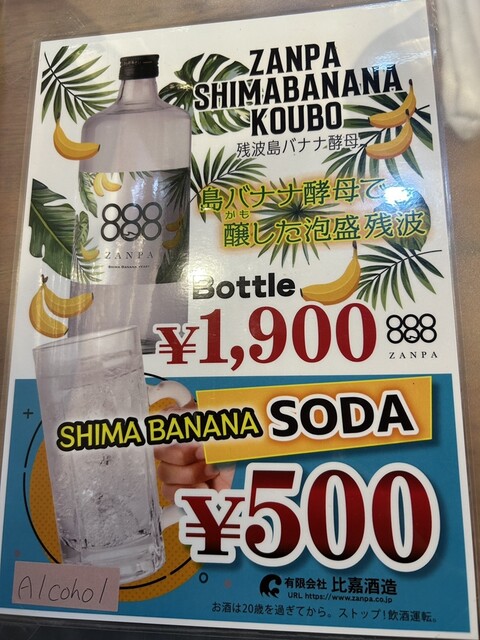 ZANPA
SHIMABANANA
KOUBO
残波島バナナ酵母
島バナナ酵母で
かも
醸した泡盛残波
ZANPA
Bottle
¥1,900
ZANPA
SHIMA BANANA SODA
¥500
Alcohol
有限会社 比嘉酒造
URL https://www.zanpa.co.jp
お酒は20歳を過ぎてから。ストップ!飲酒運転。